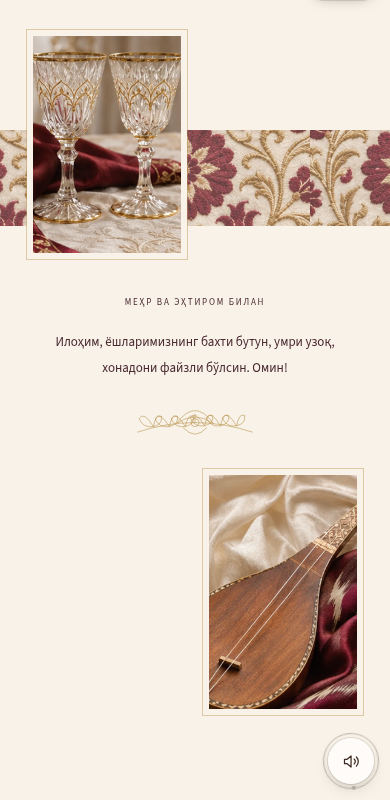 МЕҲР ВА ЭҲТИРОМ БИЛАН
Илоҳим, ёшларимизнинг бахти бутун, умри узоқ,
хонадони файзли бўлсин. Омин!